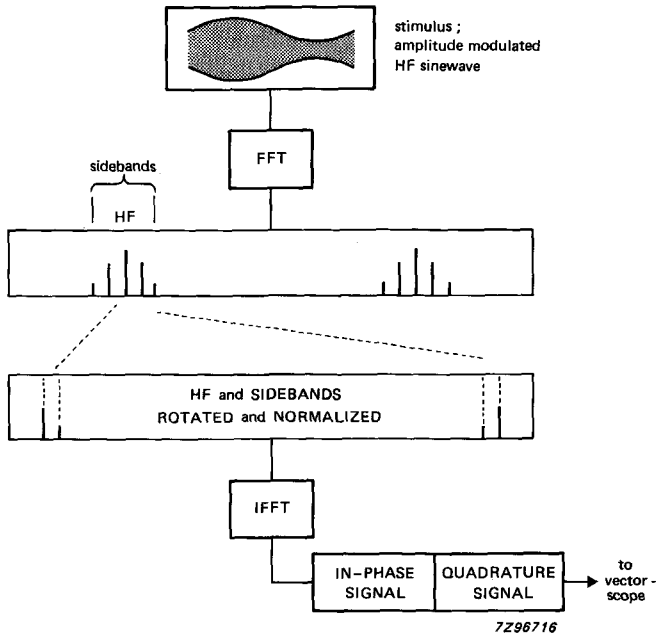 stimulus ;
amplitude modulated
HF sinewave
FFT
sidebands
HF
HF and SIDEBANDS
ROTATED and NORMALIZED
IFFT
IN-PHASE
SIGNAL
QUADRATURE
SIGNAL
to
vector-
scope
7Z96716